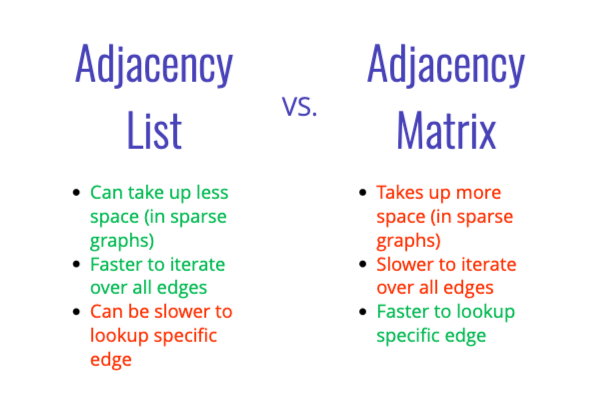 Adjacency
List
vs.
Adjacency
Matrix
• Can take up less
space (in sparse
graphs)
• Faster to iterate
over all edges
• Can be slower to
lookup specific
edge
• Takes up more
space (in sparse
graphs)
• Slower to iterate
over all edges
• Faster to lookup
specific edge